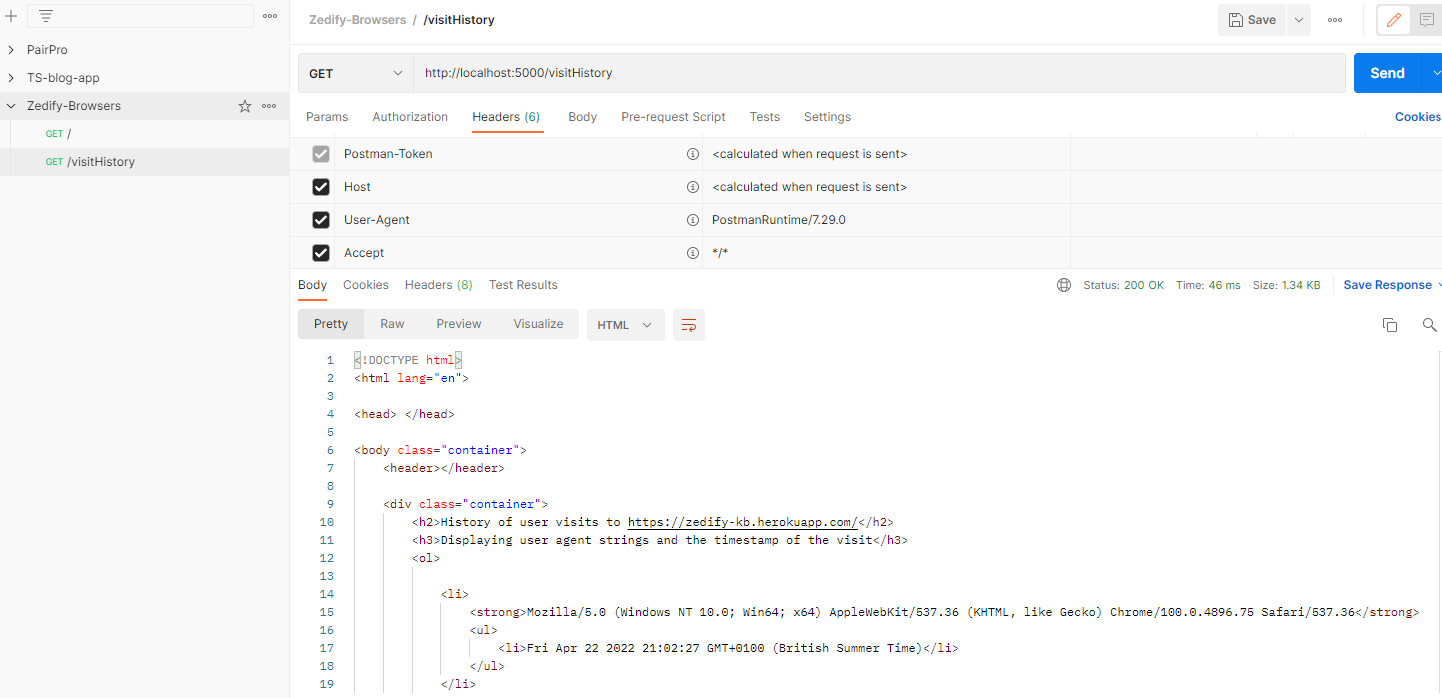 Zedify-Browsers / /visitHistory
Save
PairPro
TS-blog-app
Zedify-Browsers
GET /
GET /visitHistory
GET
http://localhost:5000/visitHistory
Send
Params Authorization Headers (6) Body Pre-request Script Tests Settings
Cookies
Postman-Token <calculated when request is sent>
Host <calculated when request is sent>
User-Agent PostmanRuntime/7.29.0
Accept */*
Body Cookies Headers (8) Test Results
Status: 200 OK Time: 46 ms Size: 1.34 KB Save Response
Pretty Raw Preview Visualize HTML
1 <!DOCTYPE html>
2 <html lang="en">
3
4 <head> </head>
5
6 <body class="container">
7 <header></header>
8
9 <div class="container">
10 <h2>History of user visits to https://zedify-kb.herokuapp.com/</h2>
11 <h3>Displaying user agent strings and the timestamp of the visit</h3>
12 <ol>
13
14 <li>
15 <strong>Mozilla/5.0 (Windows NT 10.0; Win64; x64) AppleWebKit/537.36 (KHTML, like Gecko) Chrome/100.0.4896.75 Safari/537.36</strong>
16 <ul>
17 <li>Fri Apr 22 2022 21:02:27 GMT+0100 (British Summer Time)</li>
18 </ul>
19 </li>